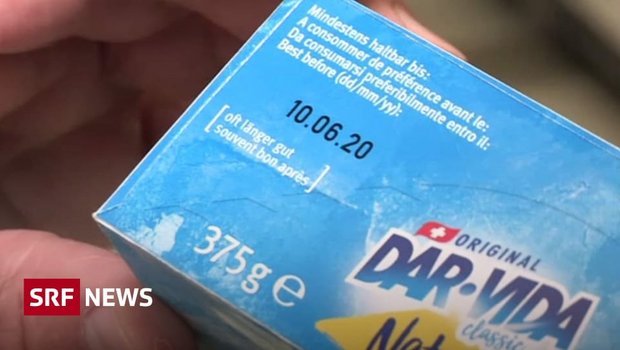 Mindestens haltbar bis:
A consommer de préférence avant le:
Da consumarsi preferibilmente entro il:
Best before (dd/mm/yy):
10.06.20
[oft länger gut
souvent bon après]
375g e
ORIGINAL
DAR·VIDA
classic
SRF NEWS